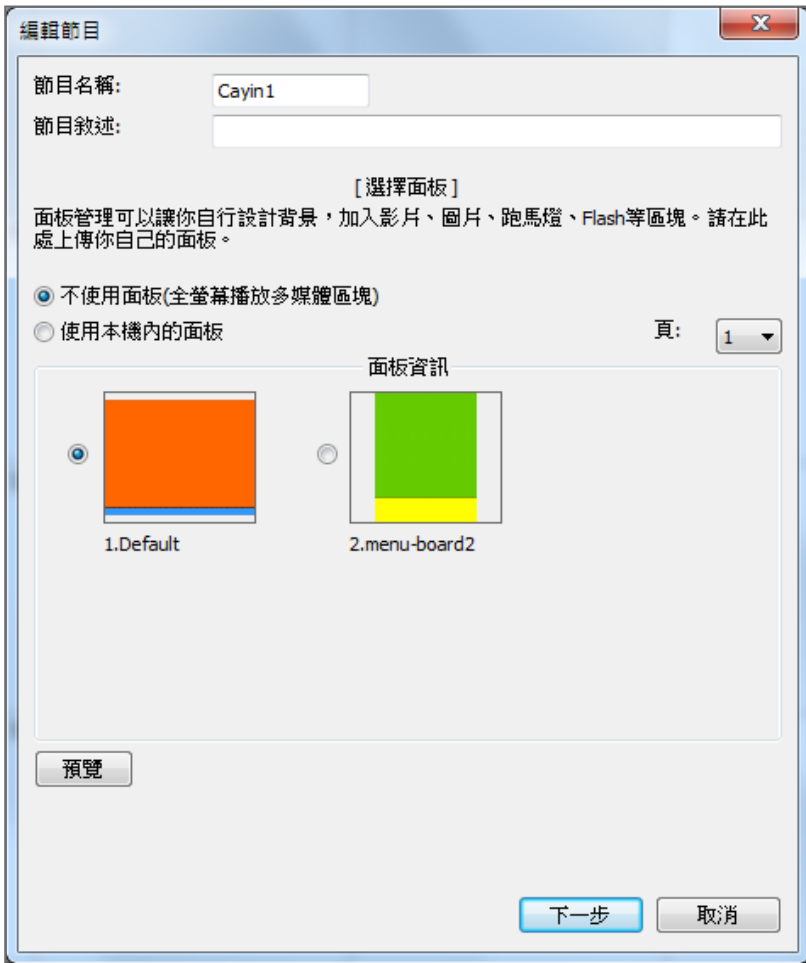 編輯節目
節目名稱:
Cayin1
節目敘述:
[選擇面板]
面板管理可以讓你自行設計背景，加入影片、圖片、跑馬燈、Flash等區塊。請在此
處上傳你自己的面板。
不使用面板(全螢幕播放多媒體區塊)
使用本機內的面板
頁:
1
面板資訊
1.Default
2.menu-board2
預覽
下一步
取消